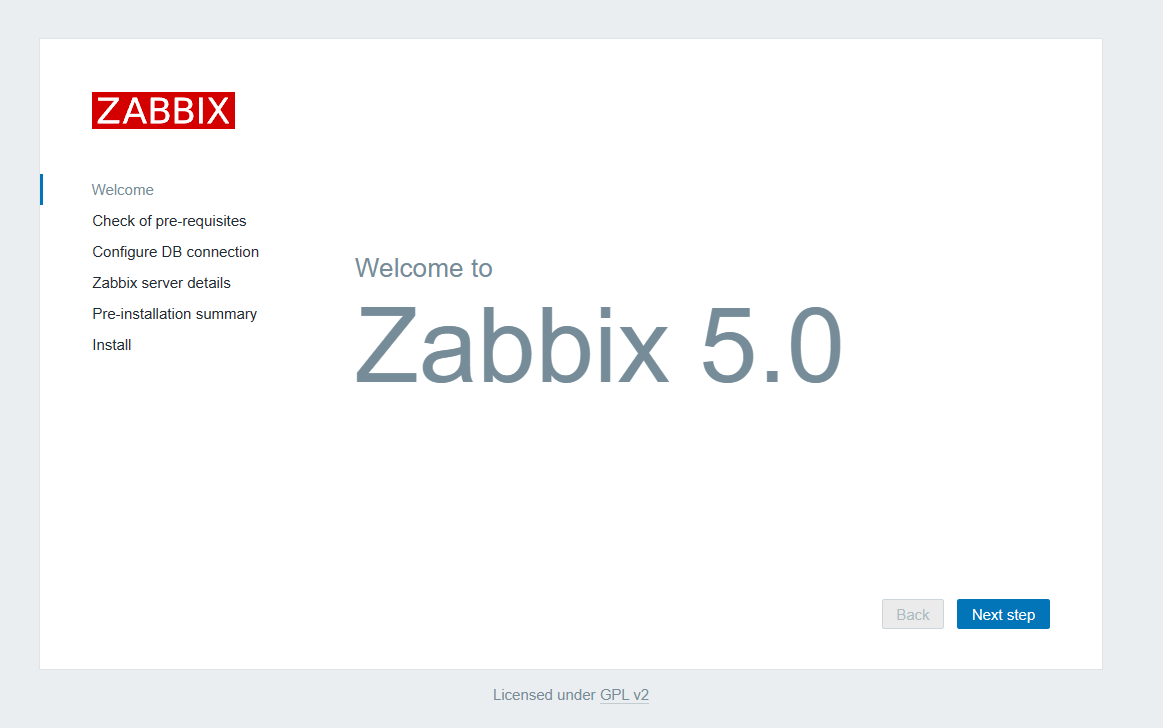 ZABBIX
Welcome
Check of pre-requisites
Configure DB connection
Zabbix server details
Pre-installation summary
Install
Welcome to
Zabbix 5.0
Back
Next step
Licensed under GPL v2